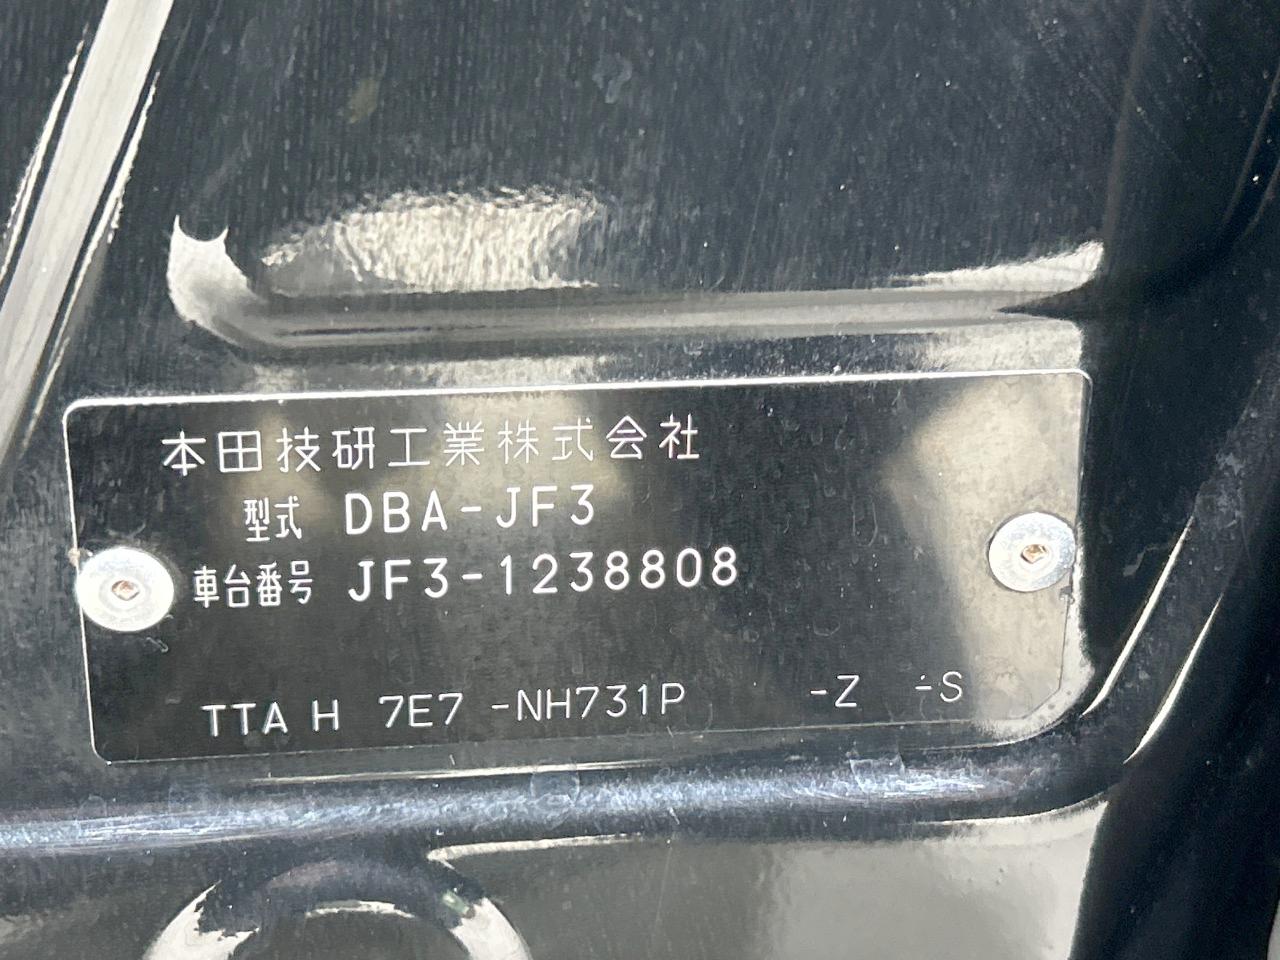 本田技研工業株式会社
型式 DBA-JF3
車台番号 JF3-1238808
TTA H 7E7 -NH731P -Z -S